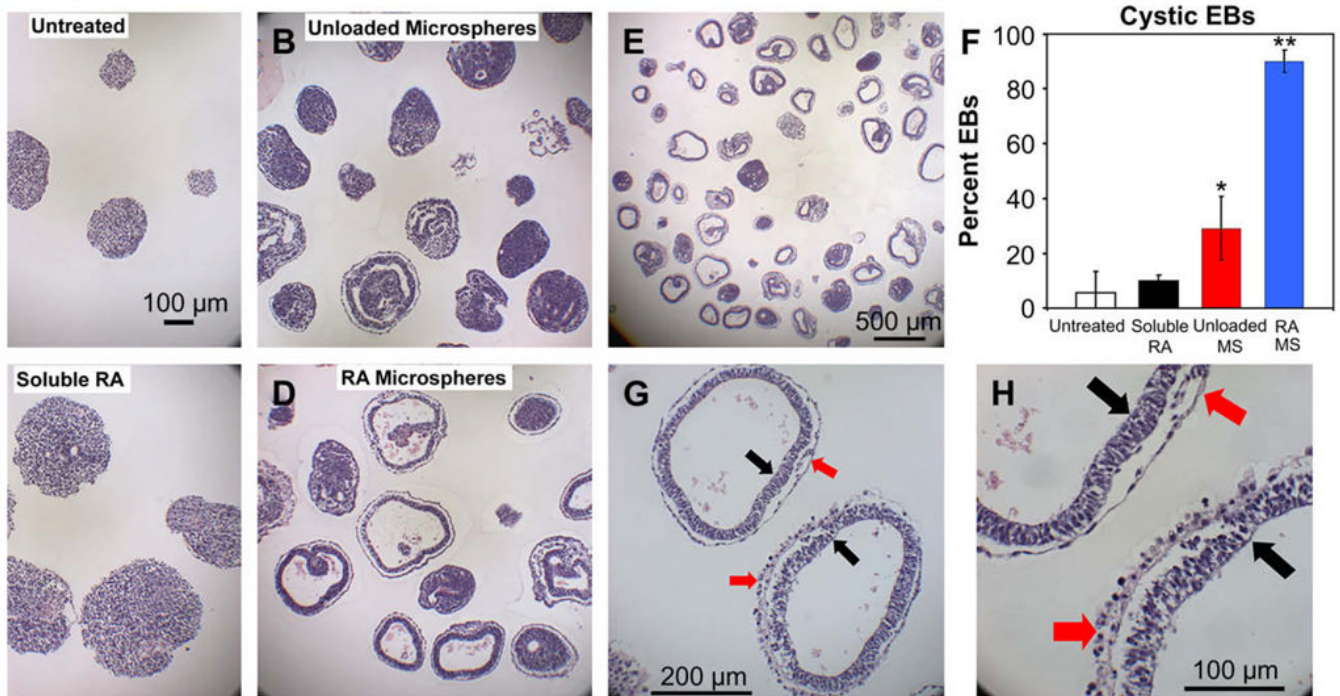 Untreated
100 µm
B
Unloaded Microspheres
E
500 µm
F
Cystic EBs
Percent EBs
100
80
60
40
20
0
*
**
Untreated
Soluble RA
Unloaded MS
RA MS
Soluble RA
D
RA Microspheres
G
200 µm
H
100 µm